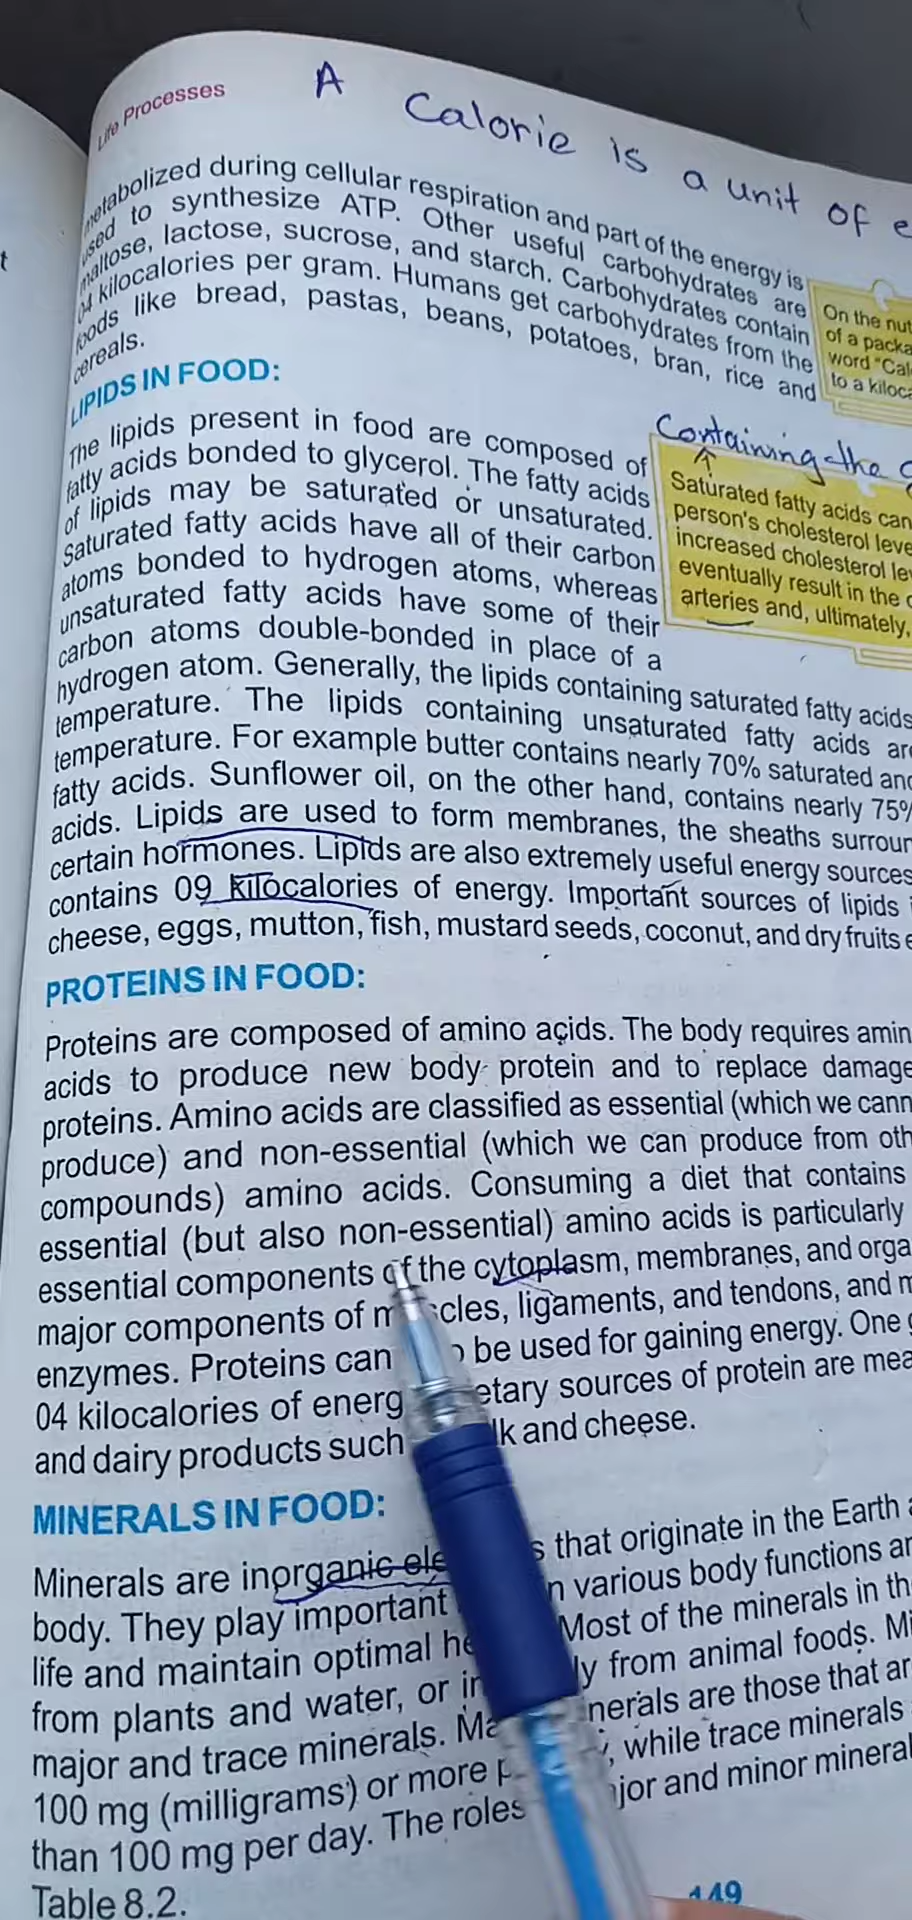 Life Processes
A Calorie is a unit of
metabolized during cellular respiration and part of the energy is
used to synthesize ATP. Other useful carbohydrates are
maltose, lactose, sucrose, and starch. Carbohydrates contain
04 kilocalories per gram. Humans get carbohydrates from the
foods like bread, pastas, beans, potatoes, bran, rice and
cereals.
On the nut
of a packa
word "Cal
to a kiloca
LIPIDS IN FOOD:
The lipids present in food are composed of
fatty acids bonded to glycerol. The fatty acids
of lipids may be saturated or unsaturated.
Saturated fatty acids have all of their carbon
atoms bonded to hydrogen atoms, whereas
unsaturated fatty acids have some of their
carbon atoms double-bonded in place of a
hydrogen atom. Generally, the lipids containing saturated fatty acids
temperature. The lipids containing unsaturated fatty acids are
temperature. For example butter contains nearly 70% saturated and
fatty acids. Sunflower oil, on the other hand, contains nearly 75%
acids. Lipids are used to form membranes, the sheaths surroun
certain hormones. Lipids are also extremely useful energy sources
contains 09 kilocalories of energy. Important sources of lipids
cheese, eggs, mutton, fish, mustard seeds, coconut, and dry fruits e
Containing the
Saturated fatty acids can
person's cholesterol leve
increased cholesterol le
eventually result in the
arteries and, ultimately,
PROTEINS IN FOOD:
Proteins are composed of amino acids. The body requires amin
acids to produce new body protein and to replace damage
proteins. Amino acids are classified as essential (which we cann
produce) and non-essential (which we can produce from oth
compounds) amino acids. Consuming a diet that contains
essential (but also non-essential) amino acids is particularly
essential components of the cytoplasm, membranes, and orga
major components of muscles, ligaments, and tendons, and m
enzymes. Proteins can be used for gaining energy. One
04 kilocalories of energ etary sources of protein are mea
and dairy products such k and cheese.
MINERALS IN FOOD:
Minerals are inorganic ele s that originate in the Earth
body. They play important n various body functions an
life and maintain optimal he Most of the minerals in th
from plants and water, or in ly from animal foods. Mi
major and trace minerals. Ma nerals are those that ar
100 mg (milligrams) or more p , while trace minerals
than 100 mg per day. The roles jor and minor mineral
Table 8.2.
149